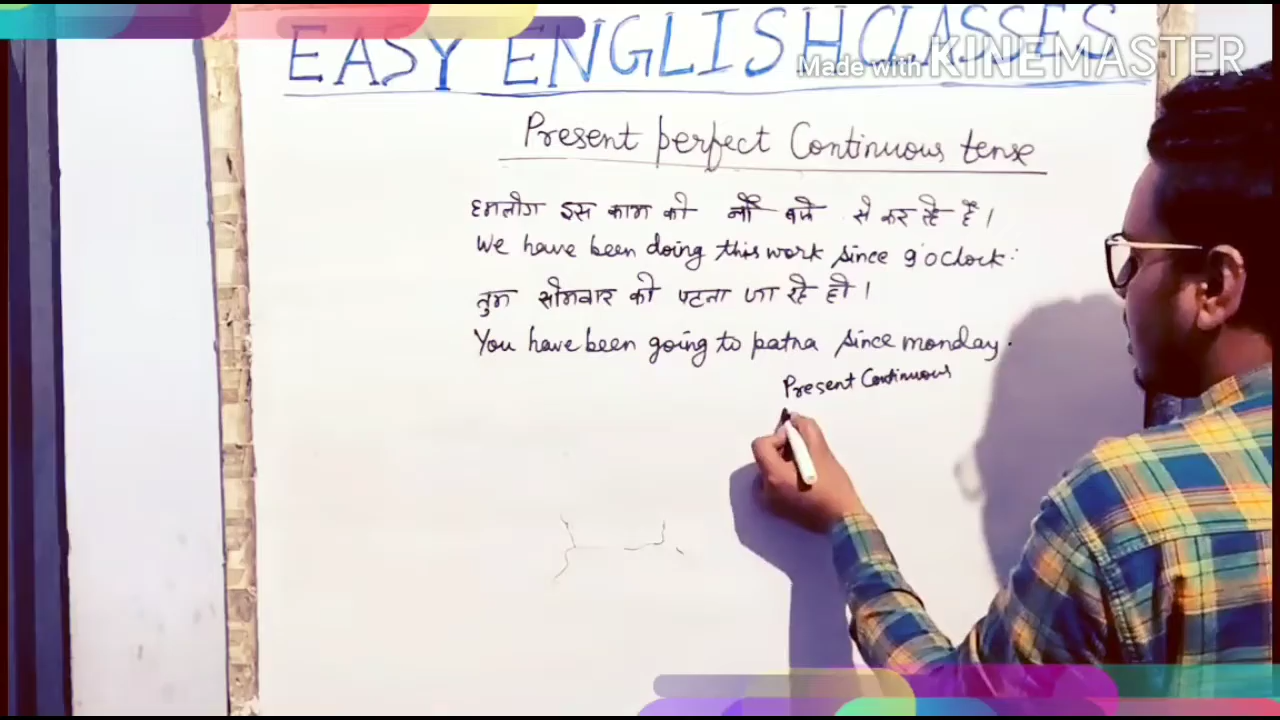 EASY ENGLISH CLASSES
Made with KINEMASTER
Present perfect Continuous tense
हमलोग इस काम को नौ बजे से कर रहे हैं।
We have been doing this work since 9 o'clock.
तुम सोमवार को पटना जा रहे हो।
You have been going to patna since monday.
Present Continuous